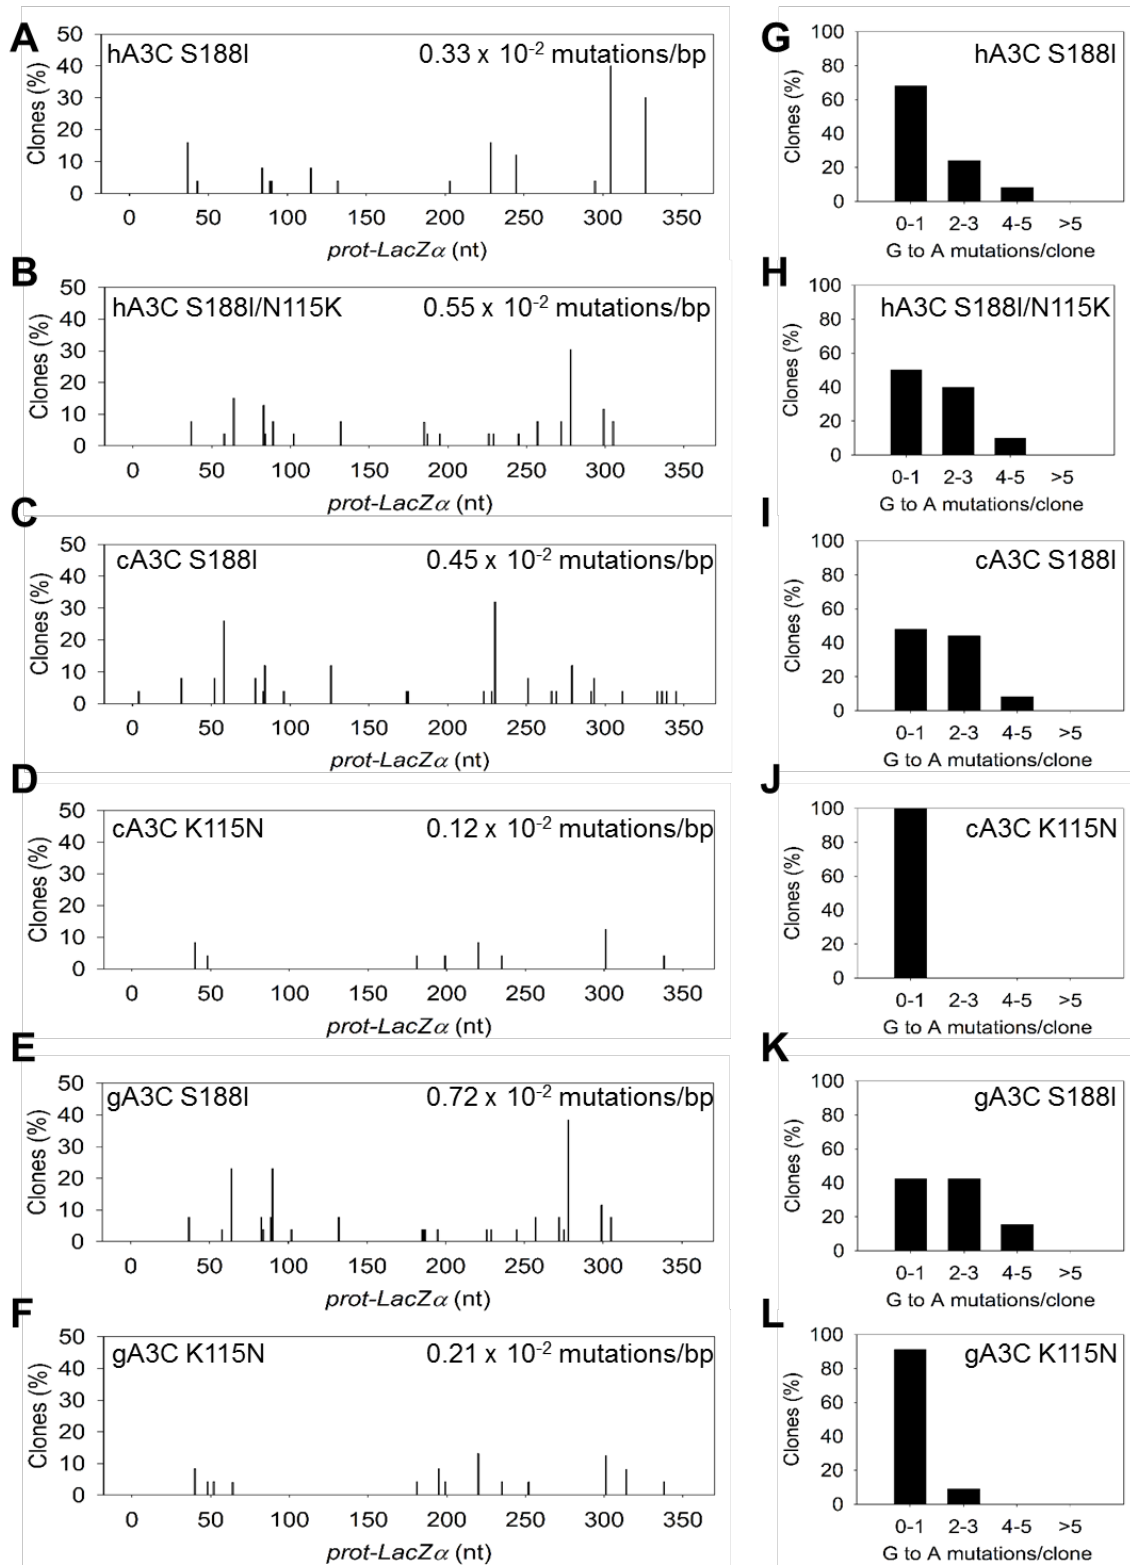 A
hA3C S188I
0.33 x 10-2 mutations/bp
Clones (%)
50
40
30
20
10
0
0 50 100 150 200 250 300 350
prot-LacZα (nt)
G
hA3C S188I
Clones (%)
100
80
60
40
20
0
0-1 2-3 4-5 >5
G to A mutations/clone
B
hA3C S188I/N115K
0.55 x 10-2 mutations/bp
Clones (%)
50
40
30
20
10
0
0 50 100 150 200 250 300 350
prot-LacZα (nt)
H
hA3C S188I/N115K
Clones (%)
100
80
60
40
20
0
0-1 2-3 4-5 >5
G to A mutations/clone
C
cA3C S188I
0.45 x 10-2 mutations/bp
Clones (%)
50
40
30
20
10
0
0 50 100 150 200 250 300 350
prot-LacZα (nt)
I
cA3C S188I
Clones (%)
100
80
60
40
20
0
0-1 2-3 4-5 >5
G to A mutations/clone
D
cA3C K115N
0.12 x 10-2 mutations/bp
Clones (%)
50
40
30
20
10
0
0 50 100 150 200 250 300 350
prot-LacZα (nt)
J
cA3C K115N
Clones (%)
100
80
60
40
20
0
0-1 2-3 4-5 >5
G to A mutations/clone
E
gA3C S188I
0.72 x 10-2 mutations/bp
Clones (%)
50
40
30
20
10
0
0 50 100 150 200 250 300 350
prot-LacZα (nt)
K
gA3C S188I
Clones (%)
100
80
60
40
20
0
0-1 2-3 4-5 >5
G to A mutations/clone
F
gA3C K115N
0.21 x 10-2 mutations/bp
Clones (%)
50
40
30
20
10
0
0 50 100 150 200 250 300 350
prot-LacZα (nt)
L
gA3C K115N
Clones (%)
100
80
60
40
20
0
0-1 2-3 4-5 >5
G to A mutations/clone